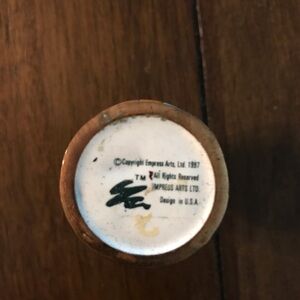 ©Copyright Empress Arts, Ltd. 1997
TM All Rights Reserved
EMPRESS ARTS LTD.
Design in U.S.A.